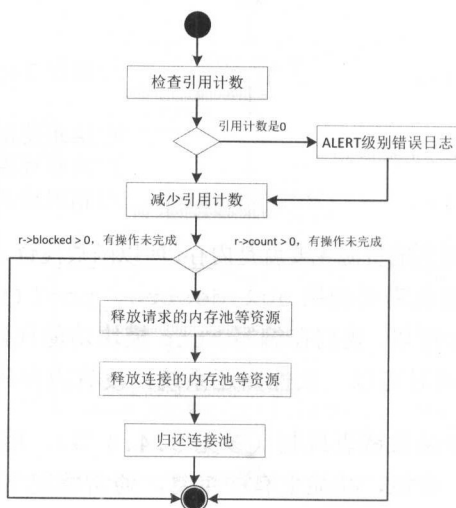 检查引用计数
引用计数是0
ALERT级别错误日志
减少引用计数
r->blocked > 0，有操作未完成
r->count > 0，有操作未完成
释放请求的内存池等资源
释放连接的内存池等资源
归还连接池